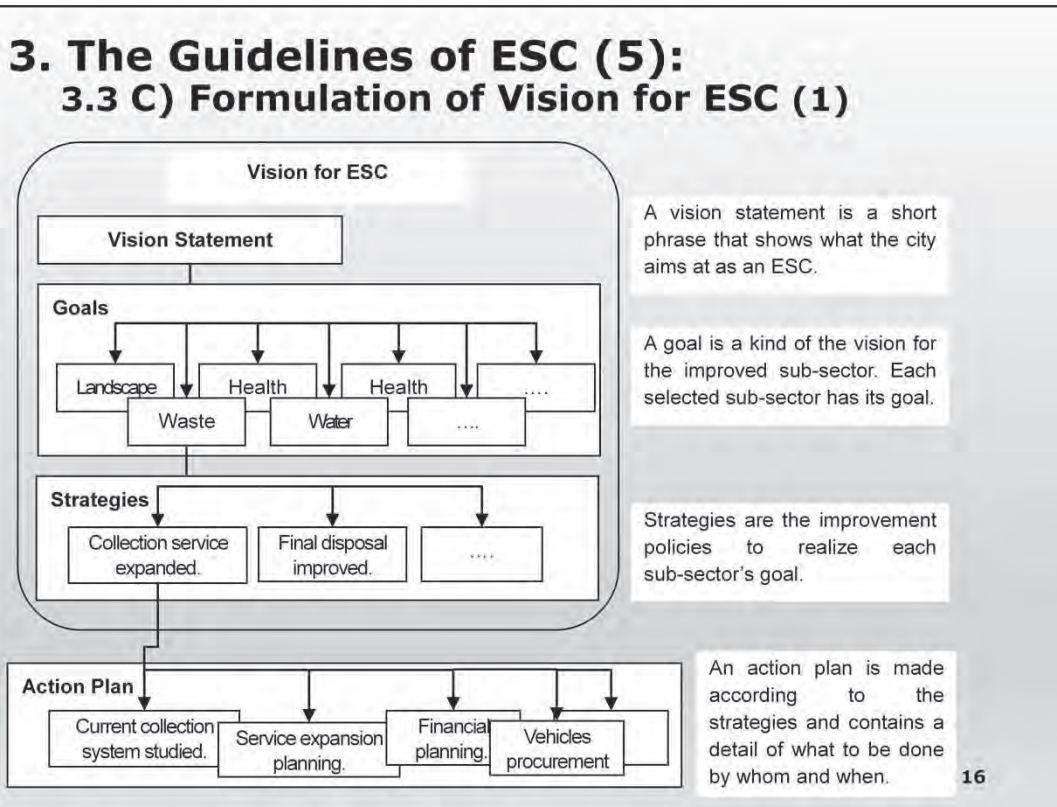 3. The Guidelines of ESC (5):
3.3 C) Formulation of Vision for ESC (1)
Vision for ESC
Vision Statement
A vision statement is a short
phrase that shows what the city
aims at as an ESC.
Goals
Landscape
Health
Health
....
Waste
Water
....
A goal is a kind of the vision for
the improved sub-sector. Each
selected sub-sector has its goal.
Strategies
Collection service
expanded.
Final disposal
improved.
....
Strategies are the improvement
policies to realize each
sub-sector's goal.
Action Plan
Current collection
system studied.
Service expansion
planning.
Financial
planning.
Vehicles
procurement
An action plan is made
according to the
strategies and contains a
detail of what to be done
by whom and when.
16